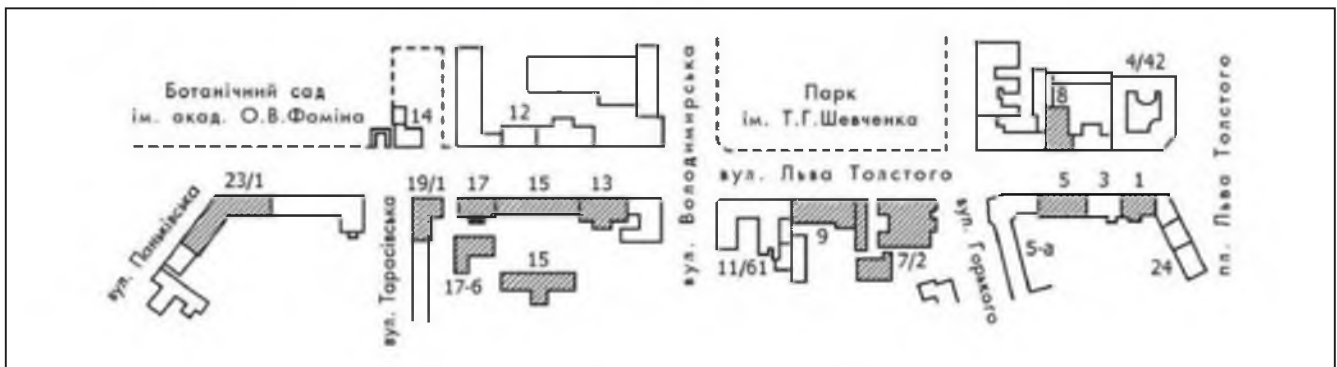 Ботанічний сад
ім. акад. О.В.Фоміна
14
12
вул. Володимирська
Парк
ім. Т.Г.Шевченка
8
4/42
пл. Льва Толстого
вул. Льва Толстого
вул. Паньківська
23/1
вул. Тарасівська
19/1
17
15
13
17-б
15
11/61
9
7/2
вул. Горького
5-а
5
3
1
24